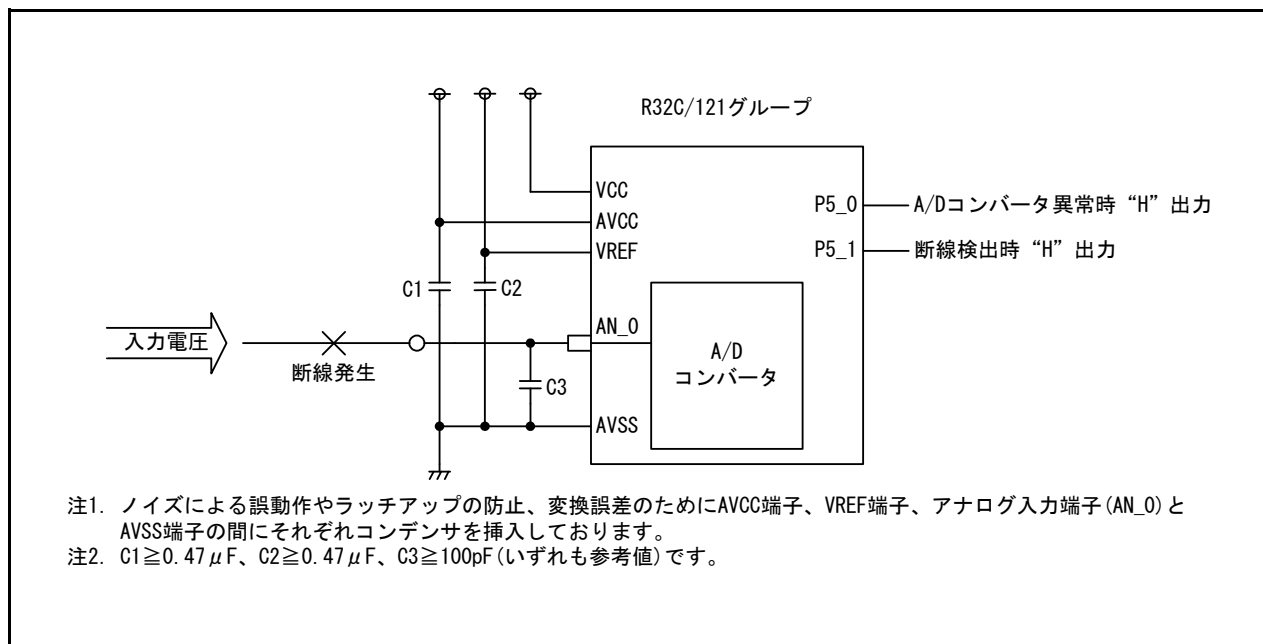 R32C/121グループ
VCC
AVCC
VREF
P5_0
A/Dコンバータ異常時 “H” 出力
P5_1
断線検出時 “H” 出力
C1
C2
入力電圧
断線発生
AN_0
A/D
コンバータ
C3
AVSS
注1. ノイズによる誤動作やラッチアップの防止、変換誤差のためにAVCC端子、VREF端子、アナログ入力端子(AN_0)と
AVSS端子の間にそれぞれコンデンサを挿入しております。
注2. C1≧0.47μF、C2≧0.47μF、C3≧100pF(いずれも参考値)です。